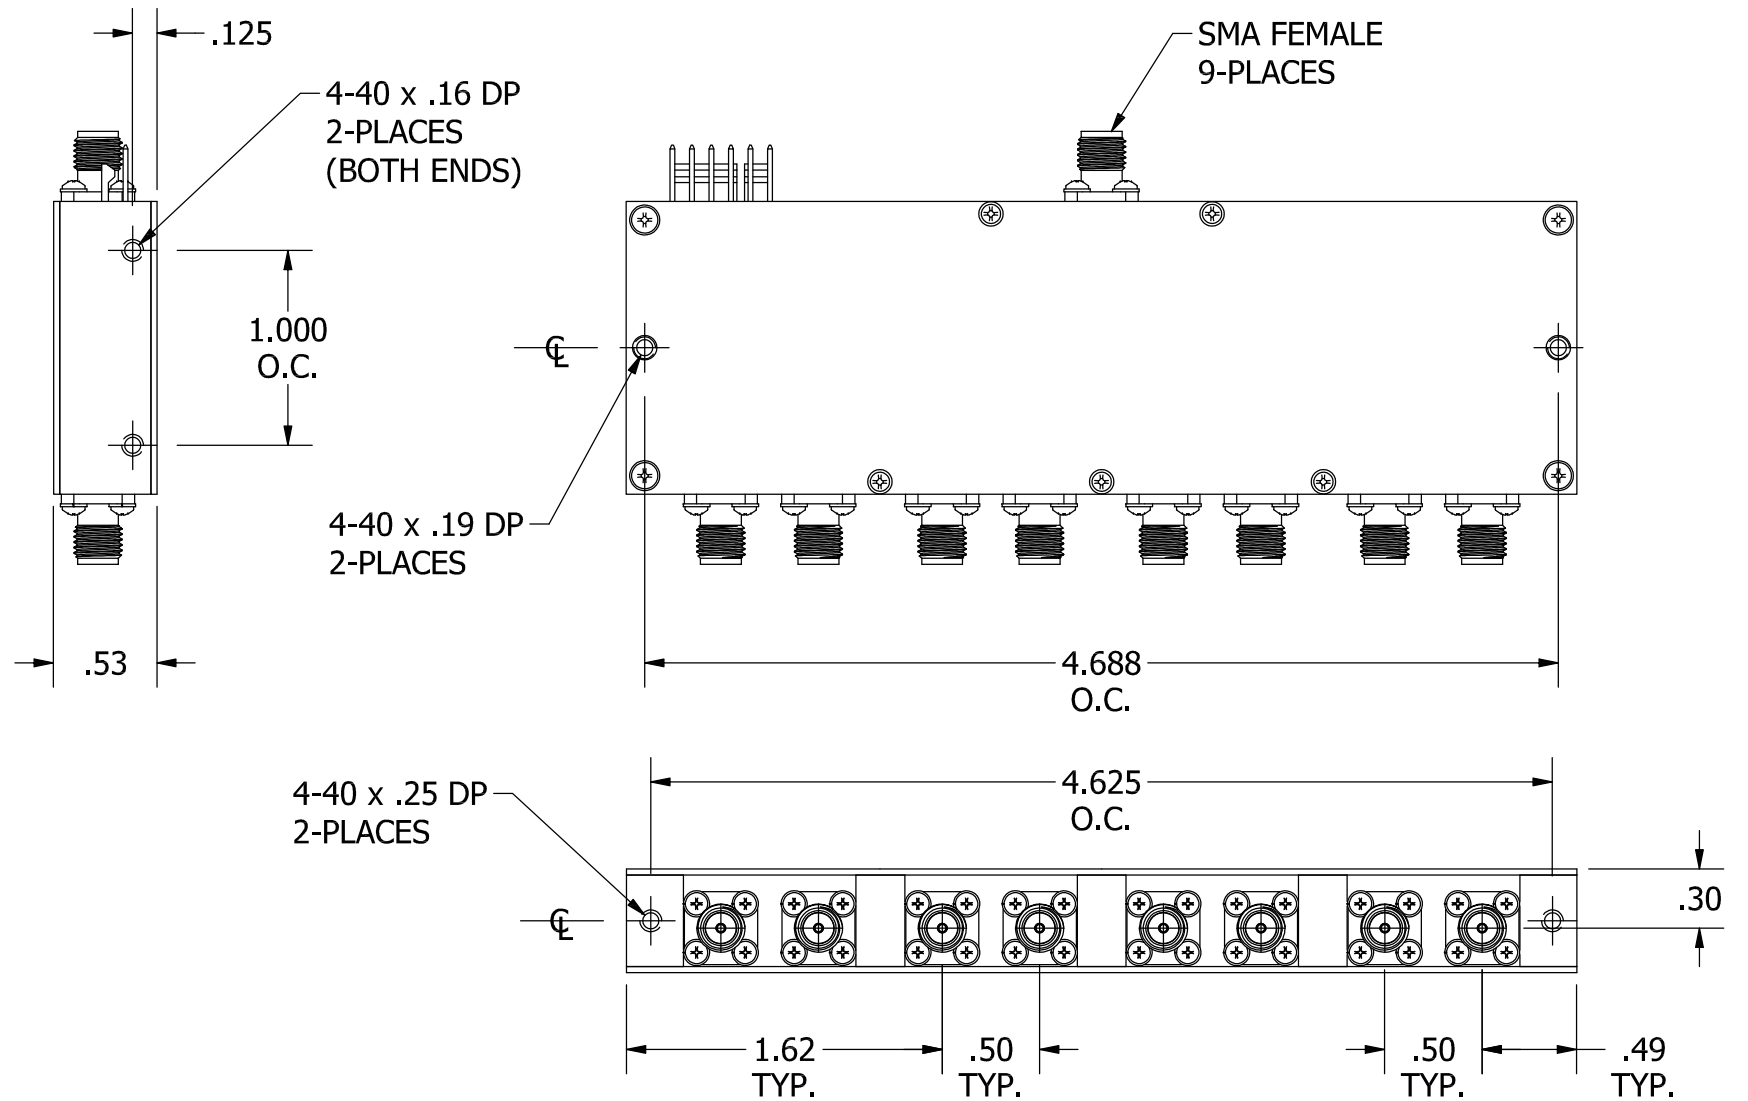 .125
4-40 x .16 DP
2-PLACES
(BOTH ENDS)
SMA FEMALE
9-PLACES
1.000
O.C.
℄
4-40 x .19 DP
2-PLACES
.53
4.688
O.C.
4-40 x .25 DP
2-PLACES
4.625
O.C.
℄
.30
1.62
TYP.
.50
TYP.
.50
TYP.
.49
TYP.